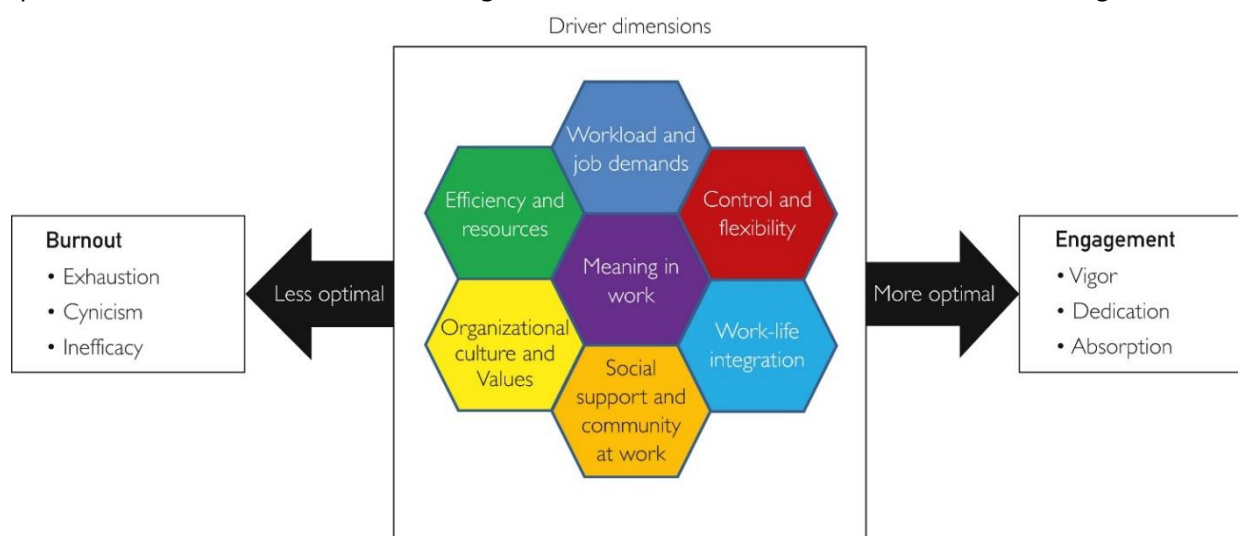 Driver dimensions
Workload and
job demands
Efficiency and
resources
Control and
flexibility
Meaning in
work
Organizational
culture and
Values
Work-life
integration
Social
support and
community
at work
Burnout
• Exhaustion
• Cynicism
• Inefficacy
Less optimal
More optimal
Engagement
• Vigor
• Dedication
• Absorption